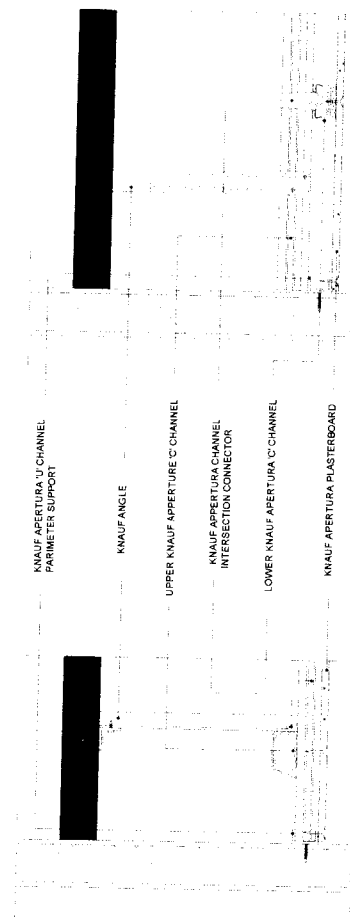 KNAUF APERTURA 'U' CHANNEL
PARIMETER SUPPORT
KNAUF ANGLE
UPPER KNAUF APPERTURE 'C' CHANNEL
KNAUF APPERTURA CHANNEL
INTERSECTION CONNECTOR
LOWER KNAUF APERTURA 'C' CHANNEL
KNAUF APERTURA PLASTERBOARD